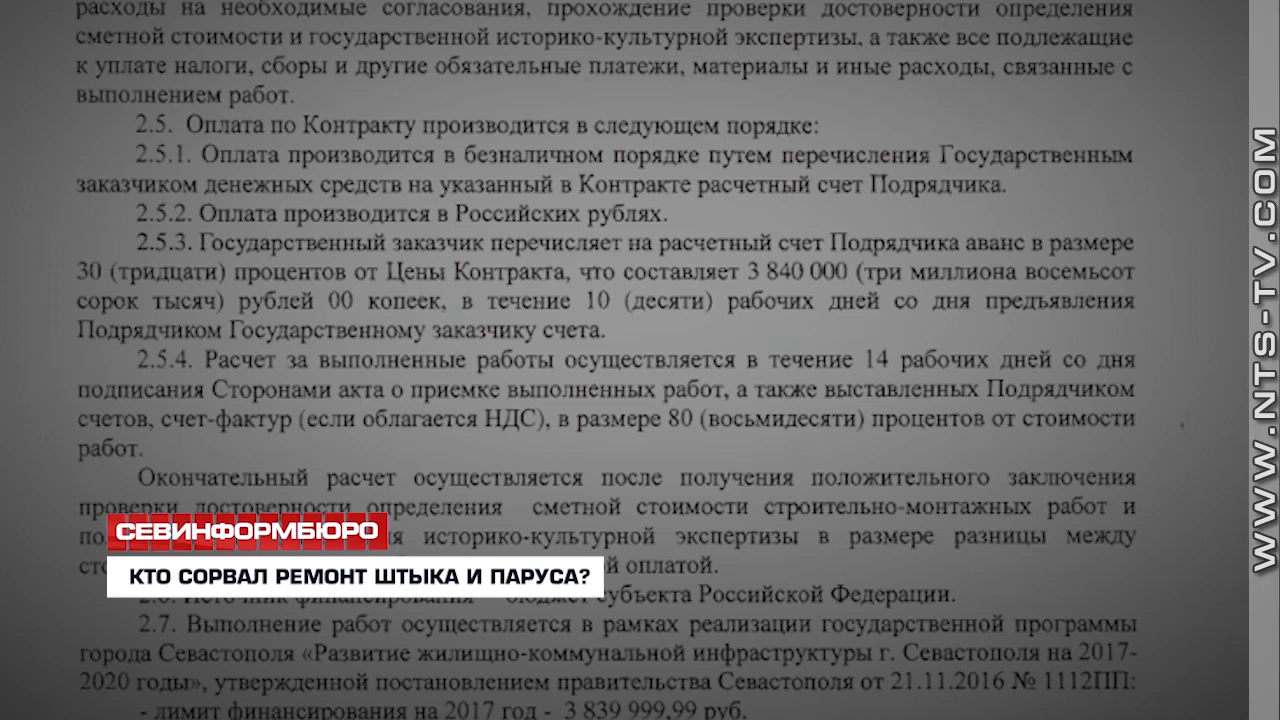 расходы на необходимые согласования, прохождение проверки достоверности определения
сметной стоимости и государственной историко-культурной экспертизы, а также все подлежащие
к уплате налоги, сборы и другие обязательные платежи, материалы и иные расходы, связанные с
выполнением работ.
2.5. Оплата по Контракту производится в следующем порядке:
2.5.1. Оплата производится в безналичном порядке путем перечисления Государственным
заказчиком денежных средств на указанный в Контракте расчетный счет Подрядчика.
2.5.2. Оплата производится в Российских рублях.
2.5.3. Государственный заказчик перечисляет на расчетный счет Подрядчика аванс в размере
30 (тридцати) процентов от Цены Контракта, что составляет 3 840 000 (три миллиона восемьсот
сорок тысяч) рублей 00 копеек, в течение 10 (десяти) рабочих дней со дня предъявления
Подрядчиком Государственному заказчику счета.
2.5.4. Расчет за выполненные работы осуществляется в течение 14 рабочих дней со дня
подписания Сторонами акта о приемке выполненных работ, а также выставленных Подрядчиком
счетов, счет-фактур (если облагается НДС), в размере 80 (восьмидесяти) процентов от стоимости
работ.
Окончательный расчет осуществляется после получения положительного заключения
проверки достоверности определения сметной стоимости строительно-монтажных работ и
историко-культурной экспертизы в размере разницы между
оплатой.
2.6. Источник финансирования бюджет субъекта Российской Федерации.
2.7. Выполнение работ осуществляется в рамках реализации государственной программы
города Севастополя «Развитие жилищно-коммунальной инфраструктуры г. Севастополя на 2017-
2020 годы», утвержденной постановлением правительства Севастополя от 21.11.2016 № 1112ПП:
- лимит финансирования на 2017 год - 3 839 999,99 руб.
СЕВИНФОРМБЮРО
КТО СОРВАЛ РЕМОНТ ШТЫКА И ПАРУСА?
WWW.NTS-TV.COM